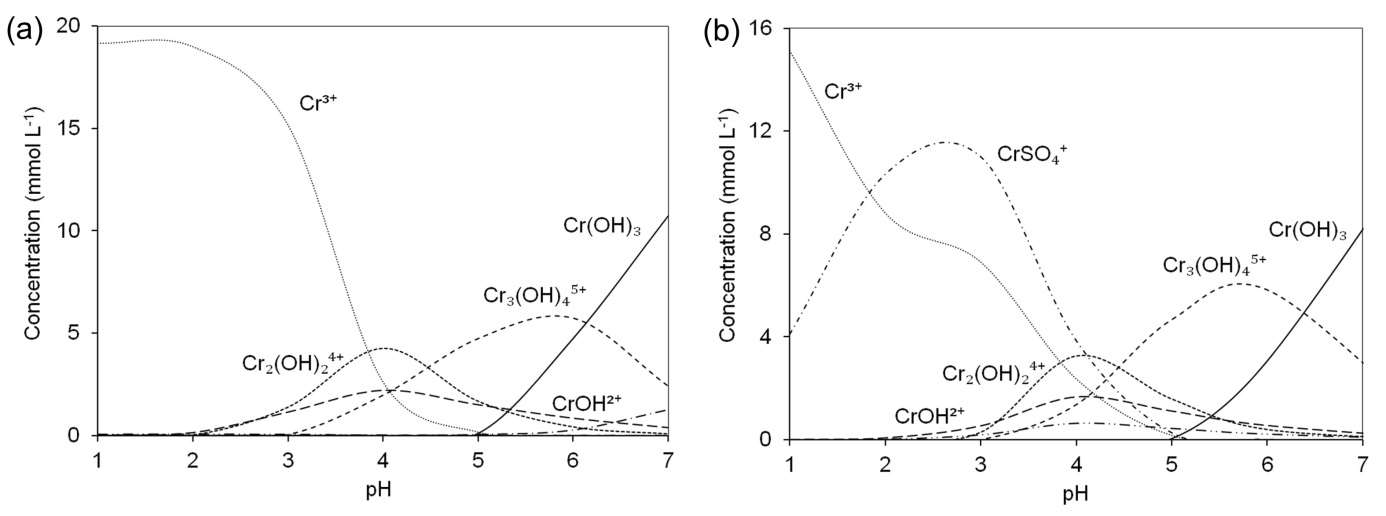 (a)
20
15
10
5
0
Concentration (mmol L⁻¹)
Cr³⁺
Cr(OH)₃
Cr₃(OH)₄⁵⁺
Cr₂(OH)₂⁴⁺
CrOH²⁺
1 2 3 4 5 6 7
pH
(b)
16
12
8
4
0
Concentration (mmol L⁻¹)
Cr³⁺
CrSO₄⁺
Cr(OH)₃
Cr₃(OH)₄⁵⁺
Cr₂(OH)₂⁴⁺
CrOH²⁺
1 2 3 4 5 6 7
pH